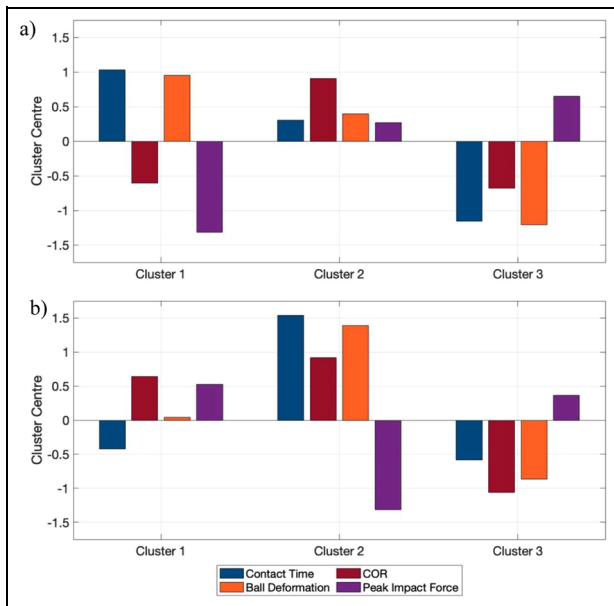 a)
1.5
1
0.5
0
-0.5
-1
-1.5
Cluster Centre
Cluster 1 Cluster 2 Cluster 3
b)
1.5
1
0.5
0
-0.5
-1
-1.5
Cluster Centre
Cluster 1 Cluster 2 Cluster 3
Contact Time COR
Ball Deformation Peak Impact Force